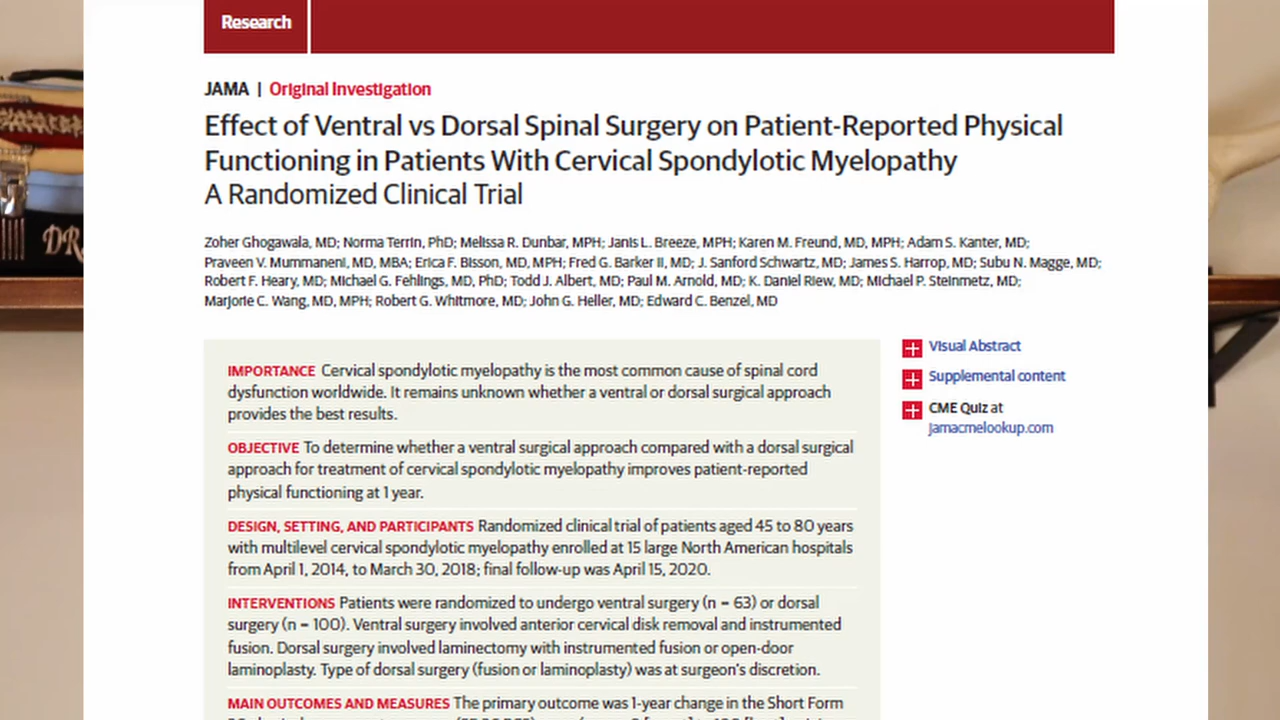 Research
JAMA | Original Investigation
Effect of Ventral vs Dorsal Spinal Surgery on Patient-Reported Physical
Functioning in Patients With Cervical Spondylotic Myelopathy
A Randomized Clinical Trial
Zoher Ghogawala, MD; Norma Terrin, PhD; Melissa R. Dunbar, MPH; Janis L. Breeze, MPH; Karen M. Freund, MD, MPH; Adam S. Kanter, MD;
Praveen V. Mummaneni, MD, MBA; Erica F. Bisson, MD, MPH; Fred G. Barker II, MD; J. Sanford Schwartz, MD; James S. Harrop, MD; Subu N. Magge, MD;
Robert F. Heary, MD; Michael G. Fehlings, MD, PhD; Todd J. Albert, MD; Paul M. Arnold, MD; K. Daniel Riew, MD; Michael P. Steinmetz, MD;
Marjorie C. Wang, MD, MPH; Robert G. Whitmore, MD; John G. Heller, MD; Edward C. Benzel, MD
IMPORTANCE Cervical spondylotic myelopathy is the most common cause of spinal cord
dysfunction worldwide. It remains unknown whether a ventral or dorsal surgical approach
provides the best results.
OBJECTIVE To determine whether a ventral surgical approach compared with a dorsal surgical
approach for treatment of cervical spondylotic myelopathy improves patient-reported
physical functioning at 1 year.
DESIGN, SETTING, AND PARTICIPANTS Randomized clinical trial of patients aged 45 to 80 years
with multilevel cervical spondylotic myelopathy enrolled at 15 large North American hospitals
from April 1, 2014, to March 30, 2018; final follow-up was April 15, 2020.
INTERVENTIONS Patients were randomized to undergo ventral surgery (n = 63) or dorsal
surgery (n = 100). Ventral surgery involved anterior cervical disk removal and instrumented
fusion. Dorsal surgery involved laminectomy with instrumented fusion or open-door
laminoplasty. Type of dorsal surgery (fusion or laminoplasty) was at surgeon's discretion.
MAIN OUTCOMES AND MEASURES The primary outcome was 1-year change in the Short Form
Visual Abstract
Supplemental content
CME Quiz at
jamacmelookup.com
DR